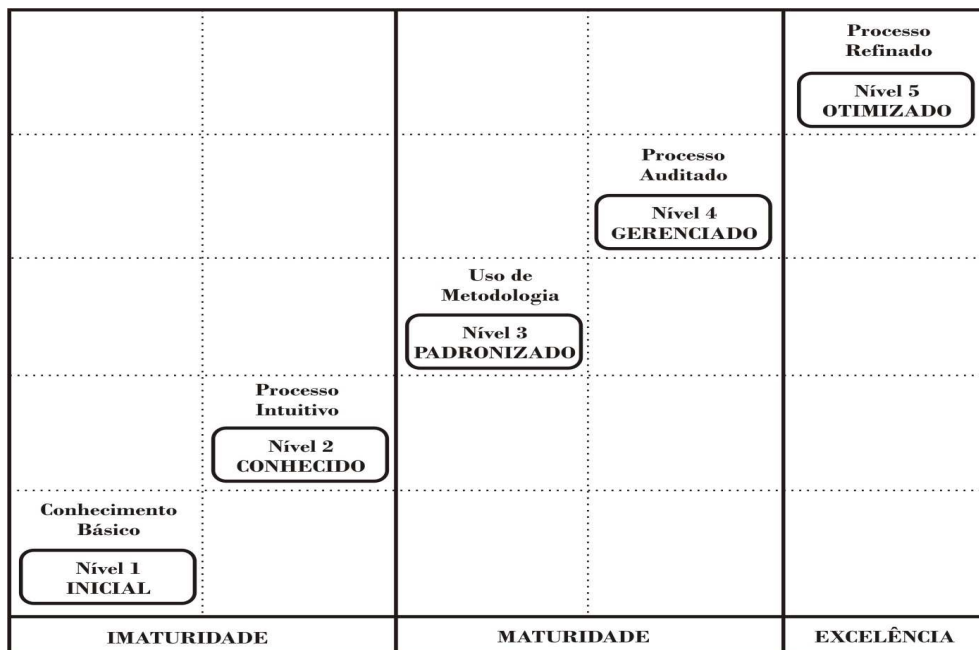 Processo
Refinado
Nível 5
OTIMIZADO
Processo
Auditado
Nível 4
GERENCIADO
Uso de
Metodologia
Nível 3
PADRONIZADO
Processo
Intuitivo
Nível 2
CONHECIDO
Conhecimento
Básico
Nível 1
INICIAL
IMATURIDADE
MATURIDADE
EXCELÊNCIA